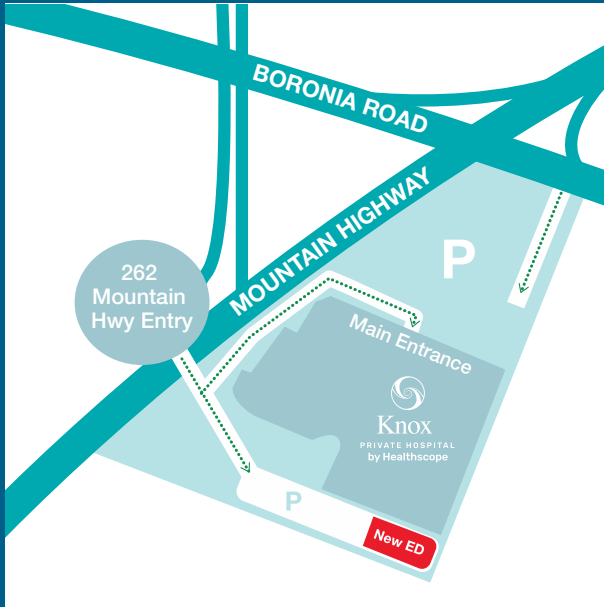 BORONIA ROAD
MOUNTAIN HIGHWAY
262
Mountain
Hwy Entry
P
Main Entrance
Knox
PRIVATE HOSPITAL
by Healthscope
P
New ED